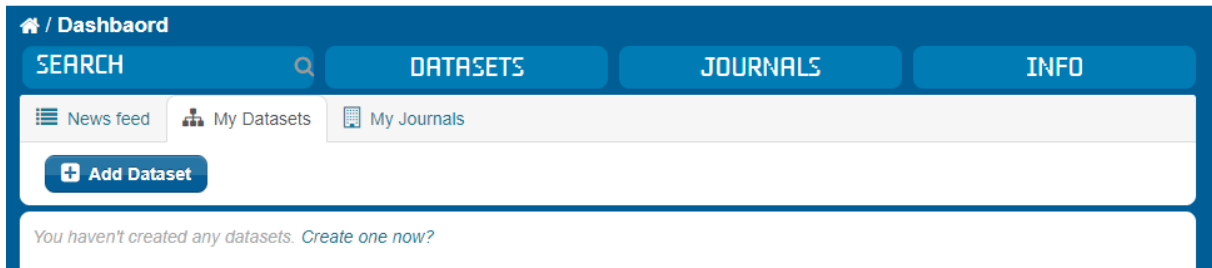 / Dashbaord
SEARCH DATASETS JOURNALS INFO
News feed My Datasets My Journals
Add Dataset
You haven't created any datasets. Create one now?